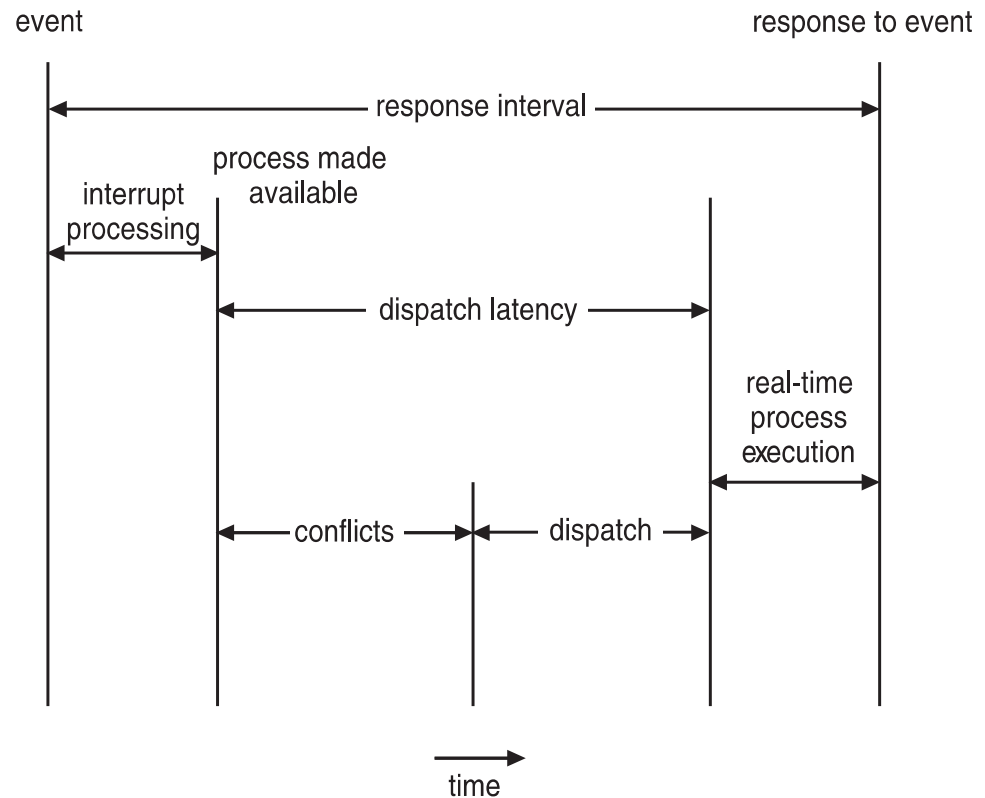 event
response to event
response interval
process made
available
interrupt
processing
dispatch latency
real-time
process
execution
conflicts
dispatch
time